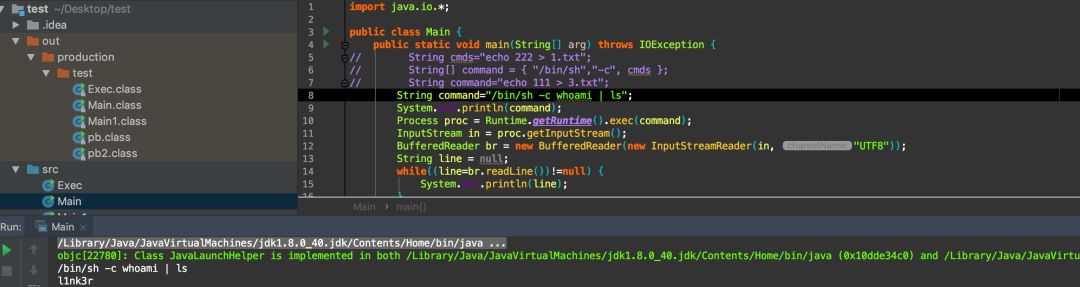 test ~/Desktop/test
.idea
out
production
test
Exec.class
Main.class
Main1.class
pb.class
pb2.class
src
Exec
Main
1 import java.io.*;
2
3 public class Main {
4 public static void main(String[] arg) throws IOException {
5 // String cmds="echo 222 > 1.txt";
6 // String[] command = { "/bin/sh","-c", cmds };
7 // String command="echo 111 > 3.txt";
8 String command="/bin/sh -c whoami | ls";
9 System.out.println(command);
10 Process proc = Runtime.getRuntime().exec(command);
11 InputStream in = proc.getInputStream();
12 BufferedReader br = new BufferedReader(new InputStreamReader(in, charsetName: "UTF8"));
13 String line = null;
14 while((line=br.readLine())!=null) {
15 System.out.println(line);
16 }
Main › main()
Run: Main ×
/Library/Java/JavaVirtualMachines/jdk1.8.0_40.jdk/Contents/Home/bin/java ...
objc[22780]: Class JavaLaunchHelper is implemented in both /Library/Java/JavaVirtualMachines/jdk1.8.0_40.jdk/Contents/Home/bin/java (0x10dde34c0) and /Library/Java/JavaVirtu
/bin/sh -c whoami | ls
l1nk3r